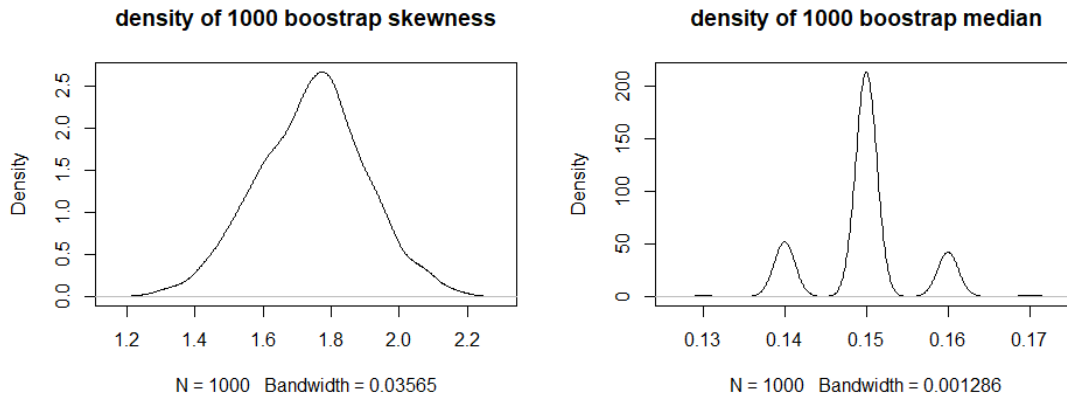 density of 1000 boostrap skewness
Density
0.0 0.5 1.0 1.5 2.0 2.5
1.2 1.4 1.6 1.8 2.0 2.2
N = 1000 Bandwidth = 0.03565
density of 1000 boostrap median
Density
0 50 100 150 200
0.13 0.14 0.15 0.16 0.17
N = 1000 Bandwidth = 0.001286